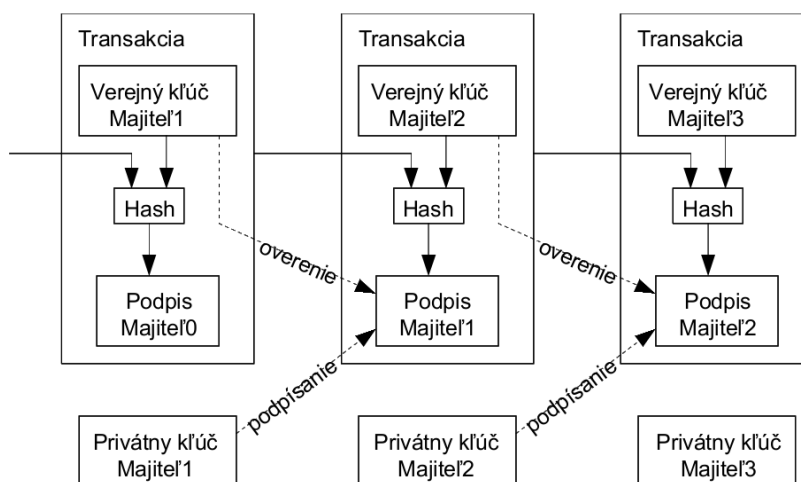 Transakcia
Verejný kľúč
Majiteľ1
Hash
Podpis
Majiteľ0
Transakcia
Verejný kľúč
Majiteľ2
Hash
overenie
Podpis
Majiteľ1
podpísanie
Transakcia
Verejný kľúč
Majiteľ3
Hash
overenie
Podpis
Majiteľ2
podpísanie
Privátny kľúč
Majiteľ1
Privátny kľúč
Majiteľ2
Privátny kľúč
Majiteľ3